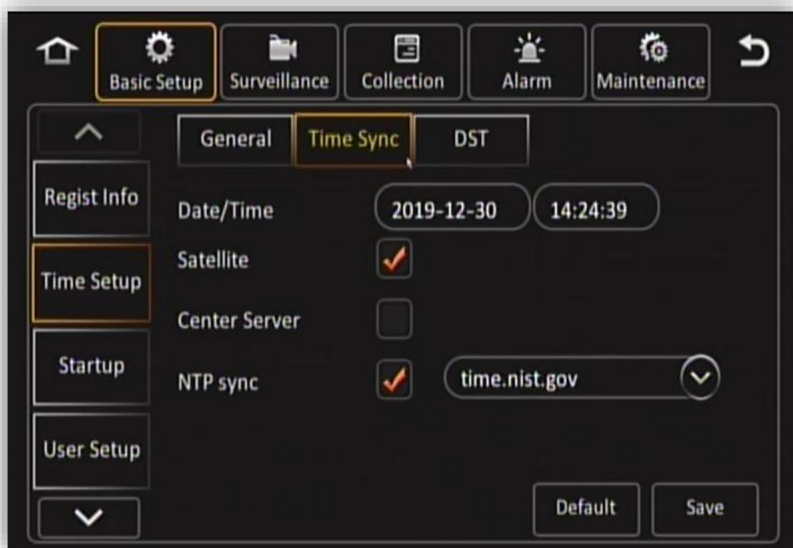 Basic Setup
Surveillance
Collection
Alarm
Maintenance
General
Time Sync
DST
Regist Info
Time Setup
Startup
User Setup
Date/Time 2019-12-30 14:24:39
Satellite
Center Server
NTP sync time.nist.gov
Default
Save